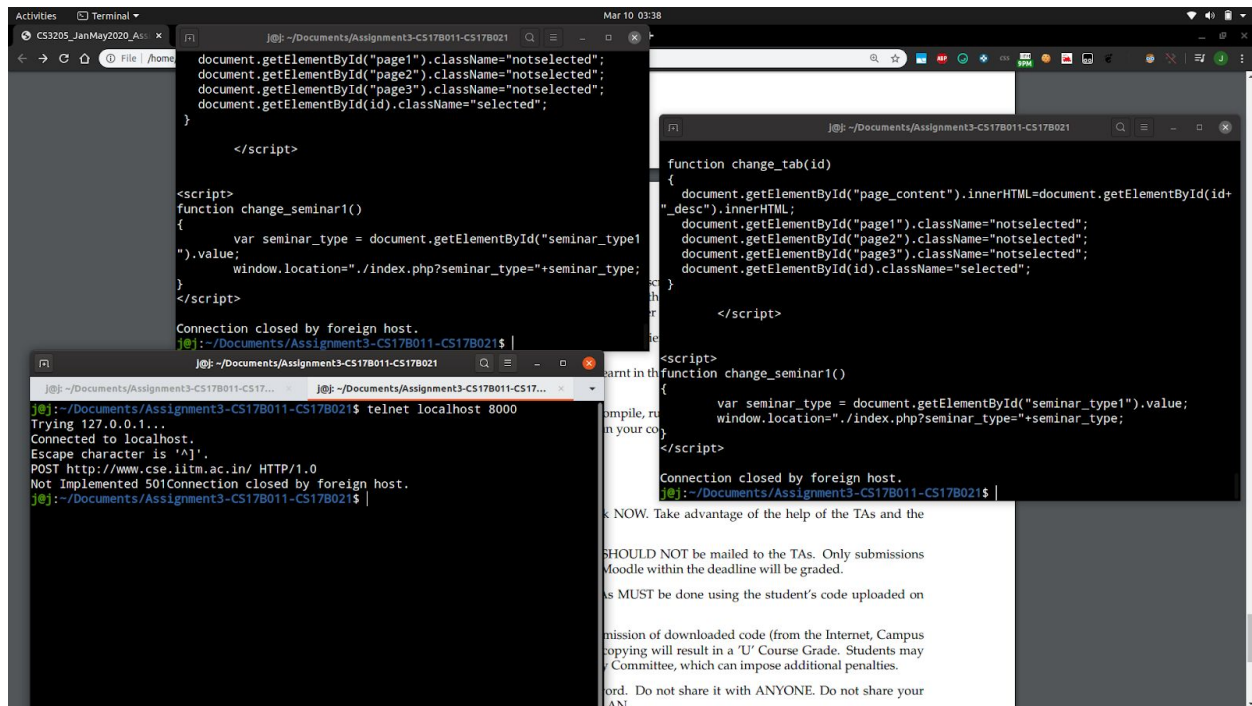 Activities Terminal Mar 10 03:38
CS3205_JanMay2020_Ass
File /home
j@j: ~/Documents/Assignment3-CS17B011-CS17B021
document.getElementById("page1").className="notselected";
document.getElementById("page2").className="notselected";
document.getElementById("page3").className="notselected";
document.getElementById(id).className="selected";
}
</script>
<script>
function change_seminar1()
{
var seminar_type = document.getElementById("seminar_type1
").value;
window.location="./index.php?seminar_type="+seminar_type;
}
</script>
Connection closed by foreign host.
j@j:~/Documents/Assignment3-CS17B011-CS17B021$
j@j: ~/Documents/Assignment3-CS17B011-CS17B021
function change_tab(id)
{
document.getElementById("page_content").innerHTML=document.getElementById(id+
"_desc").innerHTML;
document.getElementById("page1").className="notselected";
document.getElementById("page2").className="notselected";
document.getElementById("page3").className="notselected";
document.getElementById(id).className="selected";
}
</script>
<script>
function change_seminar1()
{
var seminar_type = document.getElementById("seminar_type1").value;
window.location="./index.php?seminar_type="+seminar_type;
}
</script>
Connection closed by foreign host.
j@j:~/Documents/Assignment3-CS17B011-CS17B021$
j@j: ~/Documents/Assignment3-CS17B011-CS17B021
j@j: ~/Documents/Assignment3-CS17B011-CS17... j@j: ~/Documents/Assignment3-CS17B011-CS17...
j@j:~/Documents/Assignment3-CS17B011-CS17B021$ telnet localhost 8000
Trying 127.0.0.1...
Connected to localhost.
Escape character is '^]'.
POST http://www.cse.iitm.ac.in/ HTTP/1.0
Not Implemented 501Connection closed by foreign host.
j@j:~/Documents/Assignment3-CS17B011-CS17B021$
earnt in th
ompile, ru
n your co
k NOW. Take advantage of the help of the TAs and the
SHOULD NOT be mailed to the TAs. Only submissions
Moodle within the deadline will be graded.
As MUST be done using the student's code uploaded on
mission of downloaded code (from the Internet, Campus
copying will result in a 'U' Course Grade. Students may
y Committee, which can impose additional penalties.
ord. Do not share it with ANYONE. Do not share your